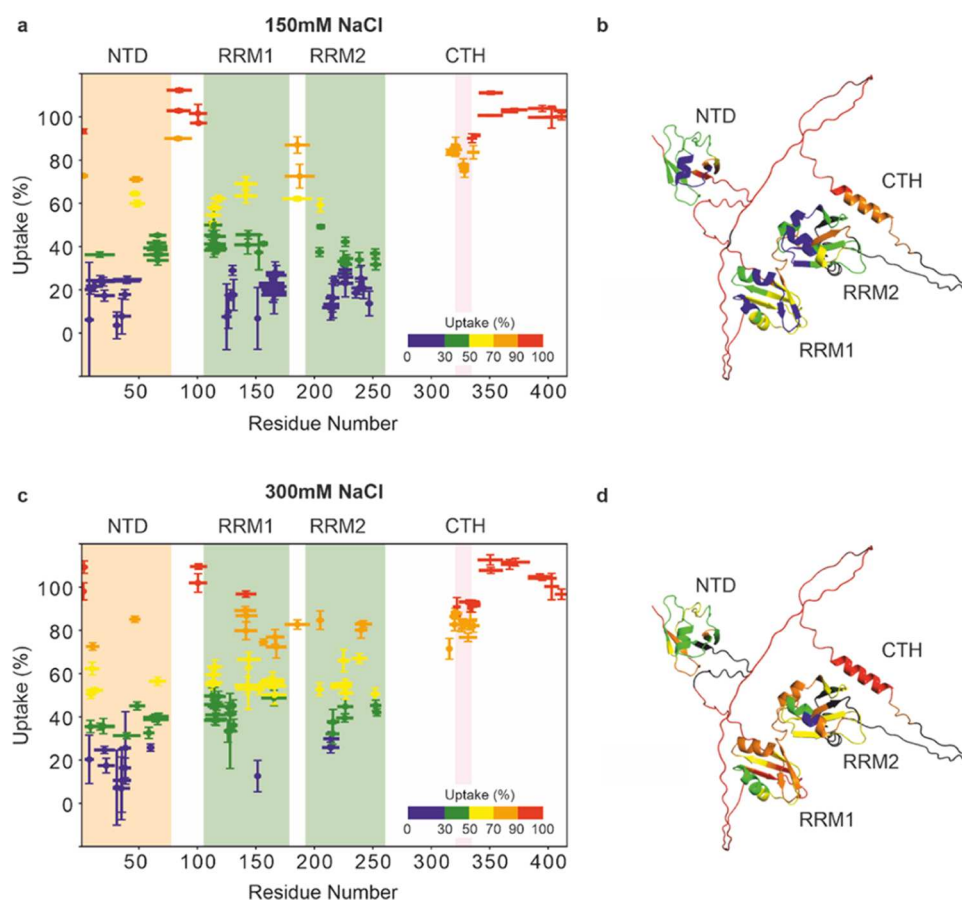 a
150mM NaCl
b
NTD
RRM1
RRM2
CTH
Uptake (%)
100
80
60
40
20
0
Uptake (%)
0
30
50
70
90
100
50
100
150
200
250
300
350
400
Residue Number
NTD
CTH
RRM2
RRM1
c
300mM NaCl
d
NTD
RRM1
RRM2
CTH
Uptake (%)
100
80
60
40
20
0
Uptake (%)
0
30
50
70
90
100
50
100
150
200
250
300
350
400
Residue Number
NTD
CTH
RRM2
RRM1